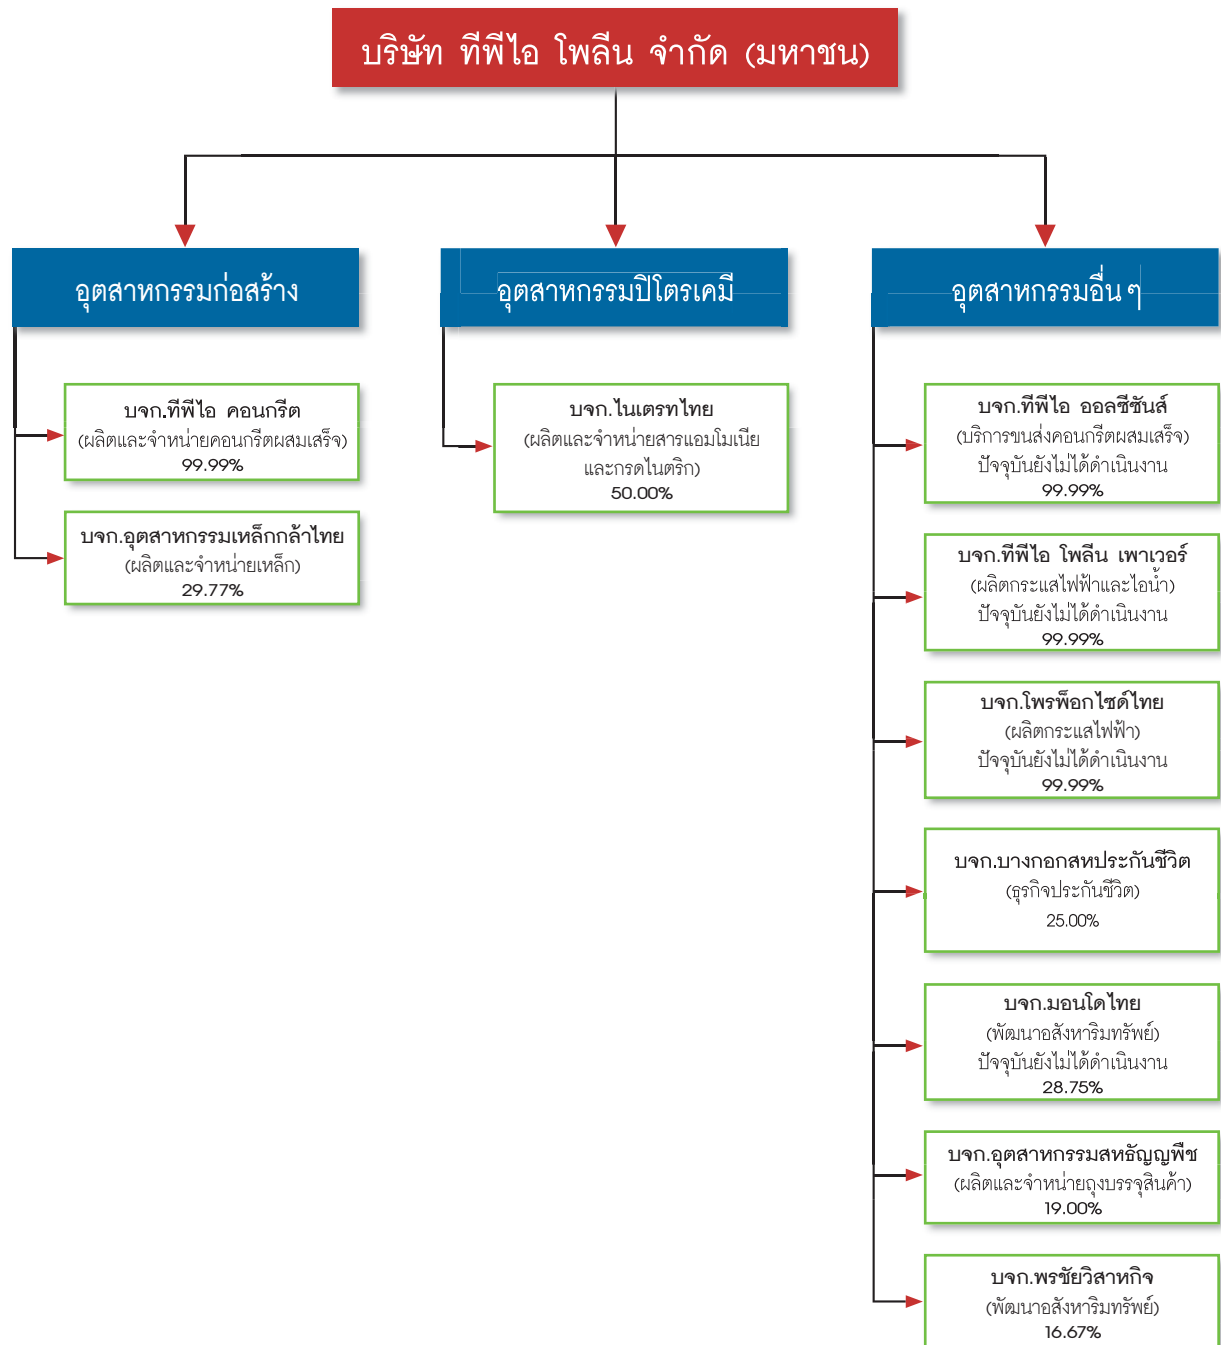 บริษัท ทีพีไอ โพลีน จำกัด (มหาชน)
อุตสาหกรรมก่อสร้าง
บจก.ทีพีไอ คอนกรีต
(ผลิตและจำหน่ายคอนกรีตผสมเสร็จ)
99.99%
บจก.อุตสาหกรรมเหล็กกล้าไทย
(ผลิตและจำหน่ายเหล็ก)
29.77%
อุตสาหกรรมปิโตรเคมี
บจก.ไนเตรทไทย
(ผลิตและจำหน่ายสารแอมโมเนีย
และกรดไนตริก)
50.00%
อุตสาหกรรมอื่นๆ
บจก.ทีพีไอ ออลซีซันส์
(บริการขนส่งคอนกรีตผสมเสร็จ)
ปัจจุบันยังไม่ได้ดำเนินงาน
99.99%
บจก.ทีพีไอ โพลีน เพาเวอร์
(ผลิตกระแสไฟฟ้าและไอน้ำ)
ปัจจุบันยังไม่ได้ดำเนินงาน
99.99%
บจก.โพรพ็อกไซด์ไทย
(ผลิตกระแสไฟฟ้า)
ปัจจุบันยังไม่ได้ดำเนินงาน
99.99%
บจก.บางกอกสหประกันชีวิต
(ธุรกิจประกันชีวิต)
25.00%
บจก.มอนโดไทย
(พัฒนาอสังหาริมทรัพย์)
ปัจจุบันยังไม่ได้ดำเนินงาน
28.75%
บจก.อุตสาหกรรมสหธัญญพืช
(ผลิตและจำหน่ายถุงบรรจุสินค้า)
19.00%
บจก.พรชัยวิสาหกิจ
(พัฒนาอสังหาริมทรัพย์)
16.67%